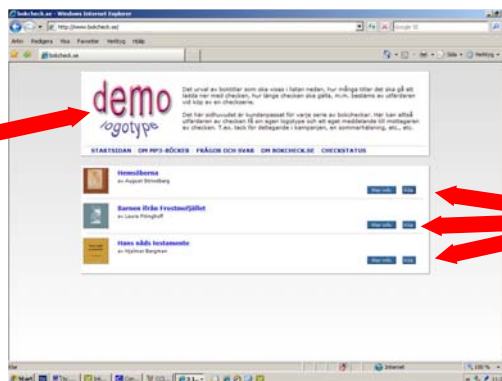 bokcheck.se - Windows Internet Explorer
http://www.bokcheck.se/
Arkiv Redigera Visa Favoriter Verktyg Hjälp
bokcheck.se
demo
logotype
Det urval av boktitlar som ska visas i listan nedan, hur många titlar det ska gå att
ladda ner med checken, hur länge checken ska gälla, m.m. bestäms av utfärdaren
vid köp av en checkserie.
Det här sidhuvudet är kundanpassat för varje serie av bokcheckar. Här kan alltså
utfärdaren av checken få sin egen logotype och ett eget meddelande till mottagaren
av checken. T.ex. tack för deltagande i kampanjen, en sommarhälsning, etc., etc.
STARTSIDAN OM MP3-BÖCKER FRÅGOR OCH SVAR OM BOKCHECK.SE CHECKSTATUS
Hemsöborna
av August Strindberg
Mer info
Barnen ifrån Frostmofjället
av Laura Fitinghoff
Mer info
Hans nåds testamente
av Hjalmar Bergman
Mer info
Klar
Internet
100 %
Start